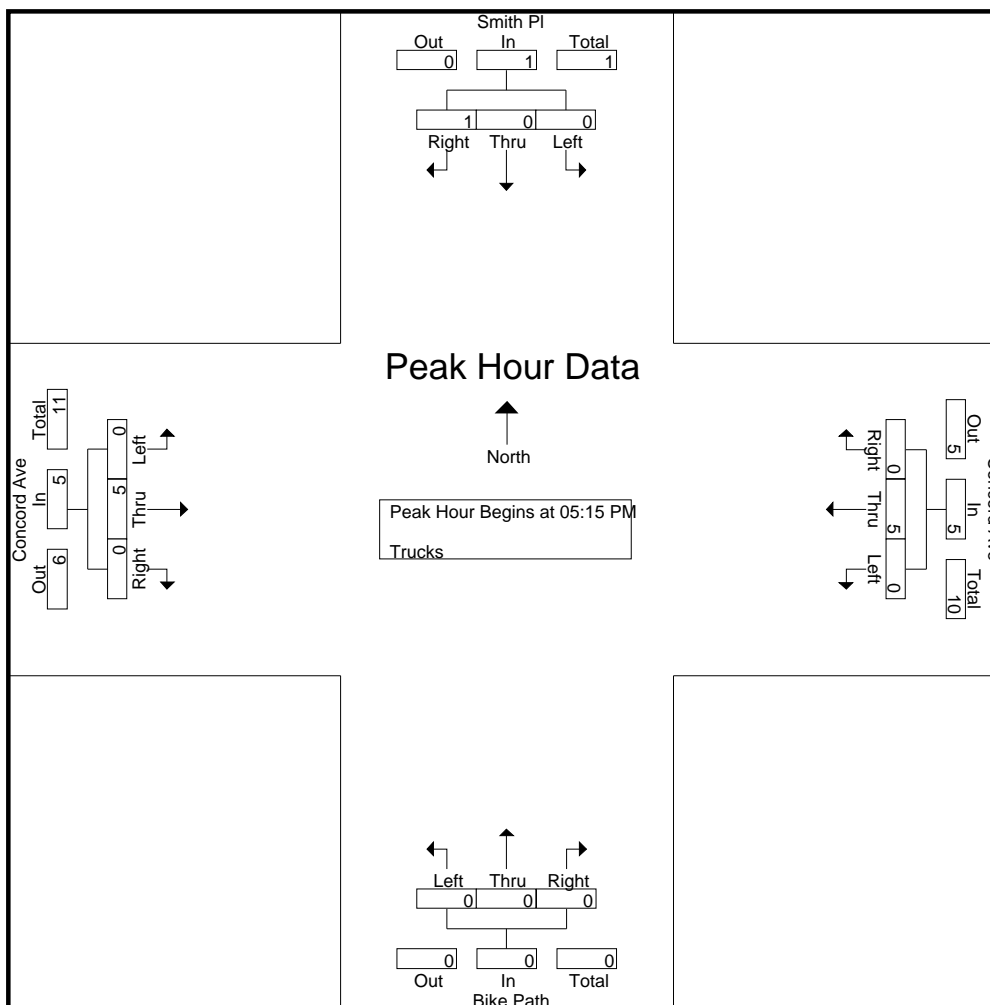 Smith Pl
Out In Total
0 1 1
1 0 0
Right Thru Left
Peak Hour Data
North
Peak Hour Begins at 05:15 PM
Trucks
Concord Ave
Total In Out
11 5 6
0 5 0
Left Thru Right
Right Thru Left
0 5 0
Out In Total
5 5 10
Left Thru Right
0 0 0
0 0 0
Out In Total
Bike Path